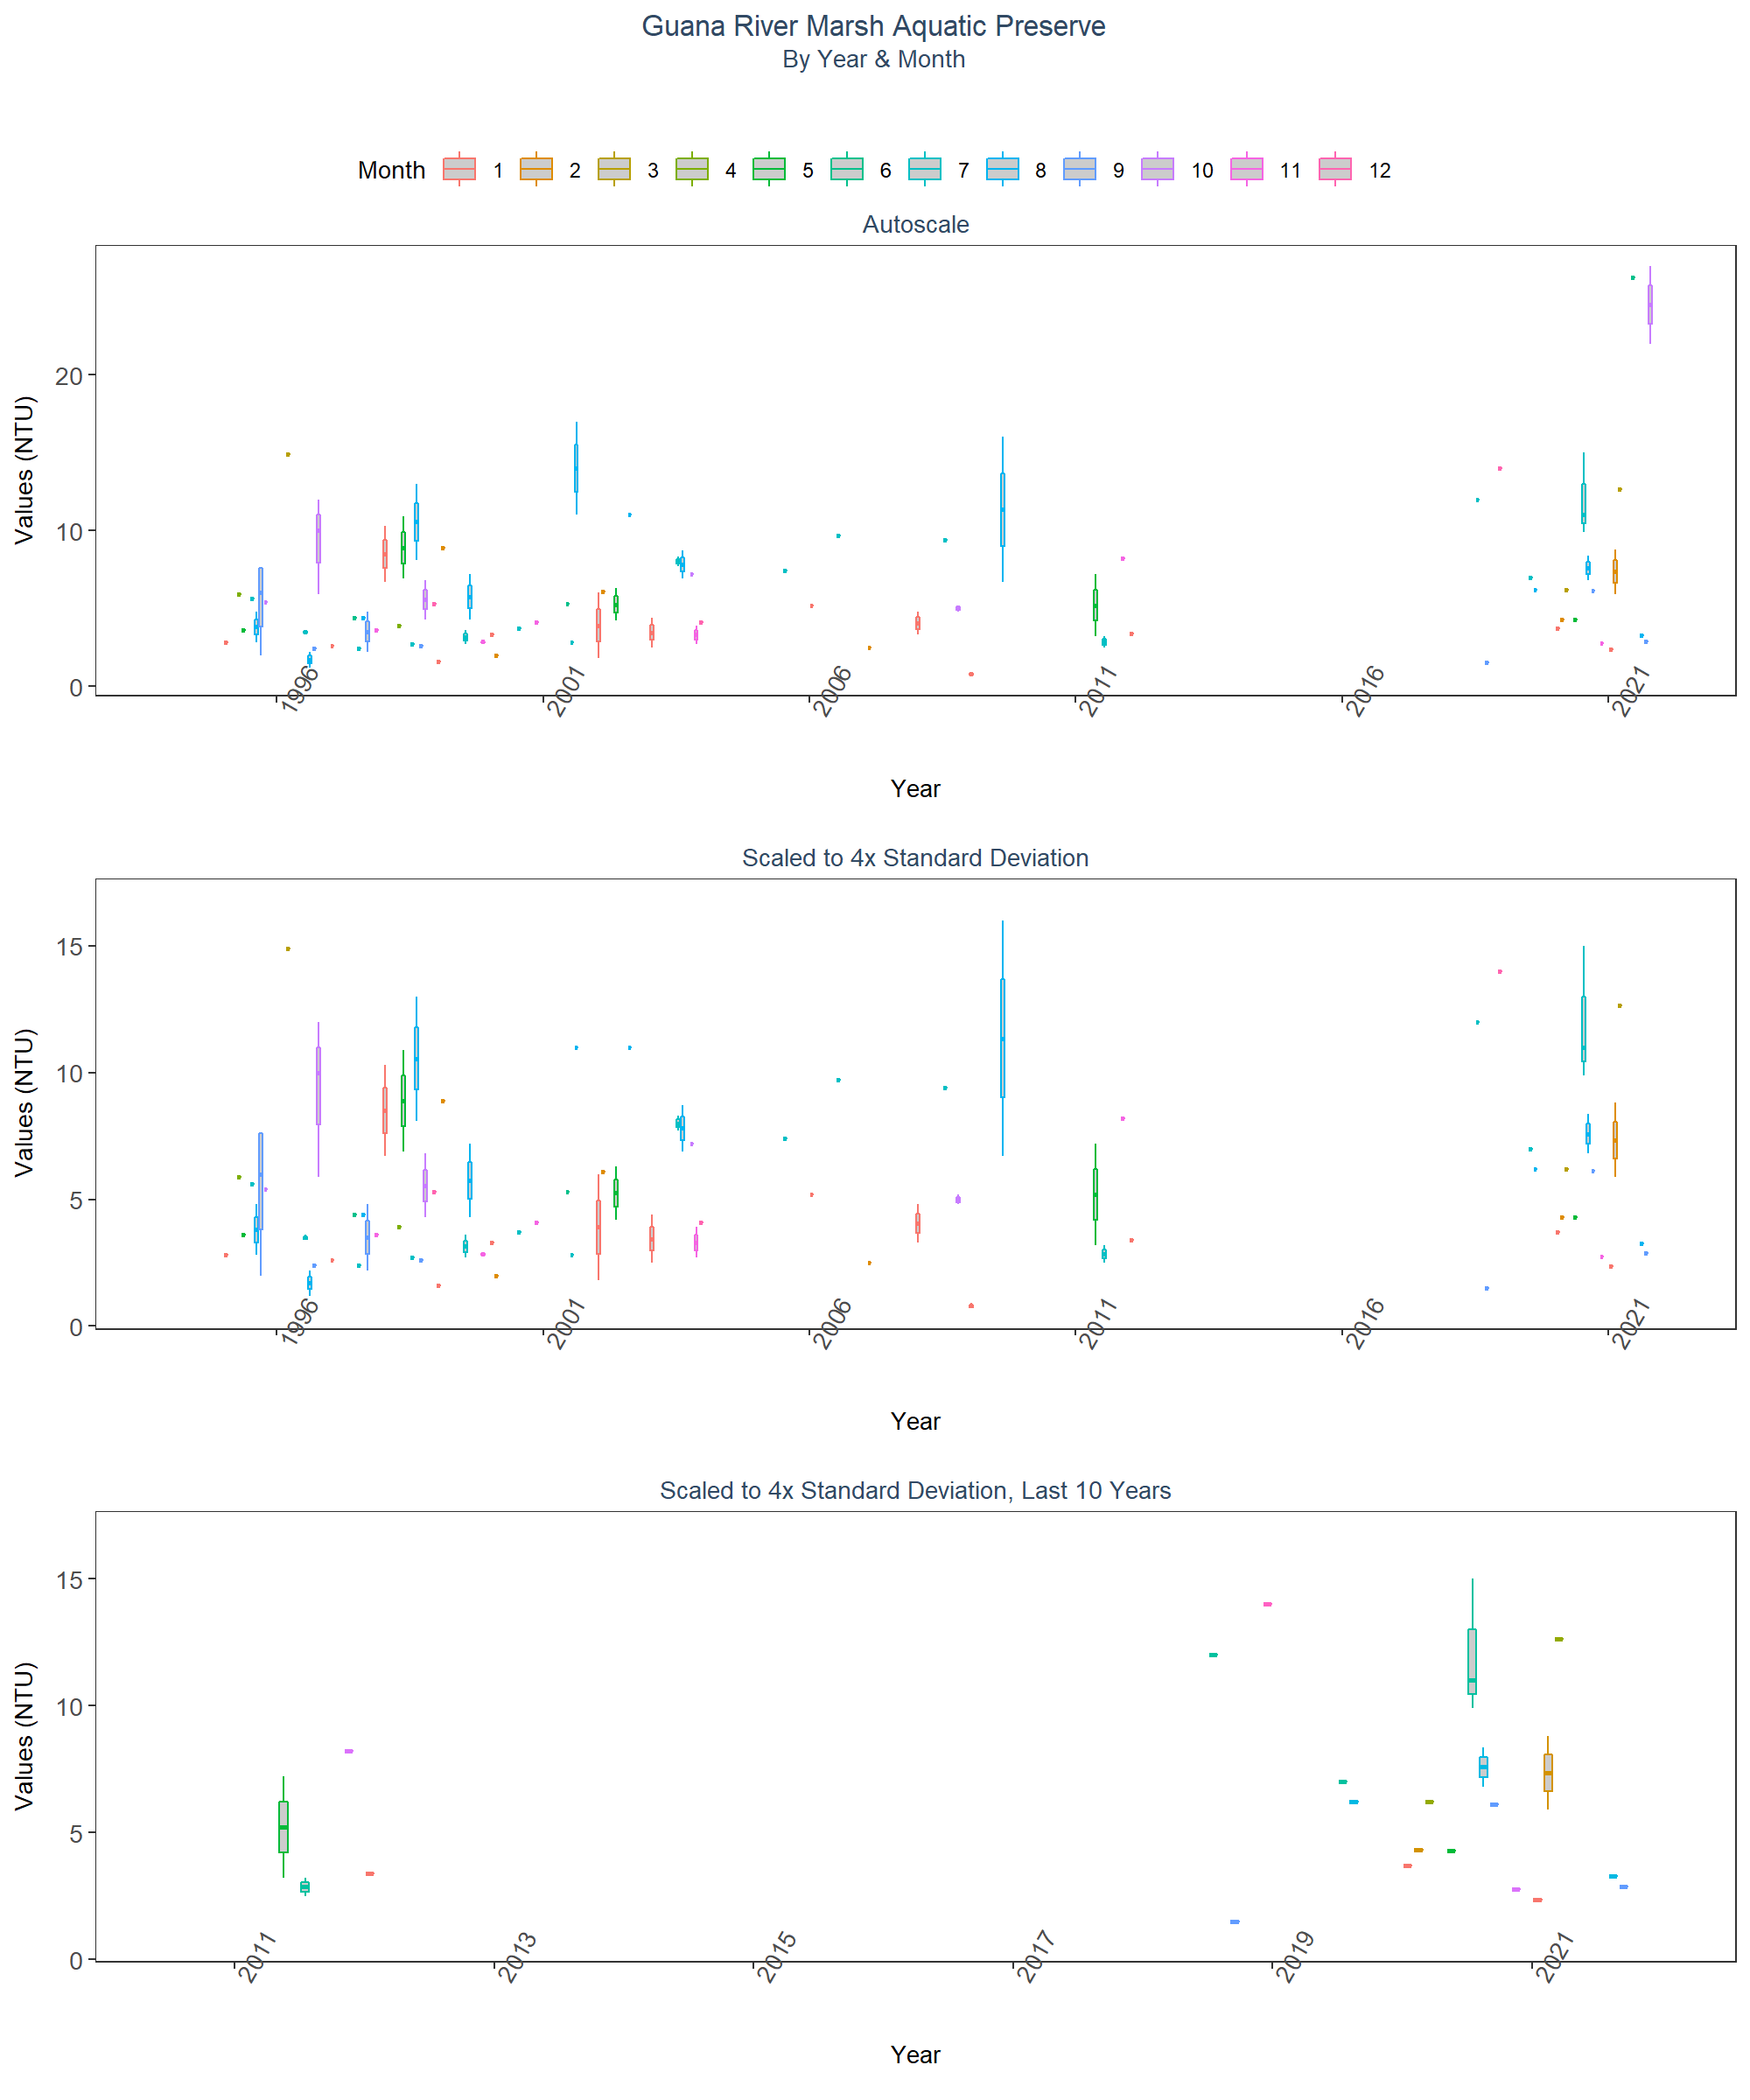 Guana River Marsh Aquatic Preserve
By Year & Month
Month 1 2 3 4 5 6 7 8 9 10 11 12
Autoscale
Values (NTU)
20
10
0
1996 2001 2006 2011 2016 2021
Year
Scaled to 4x Standard Deviation
Values (NTU)
15
10
5
0
1996 2001 2006 2011 2016 2021
Year
Scaled to 4x Standard Deviation, Last 10 Years
Values (NTU)
15
10
5
0
2011 2013 2015 2017 2019 2021
Year